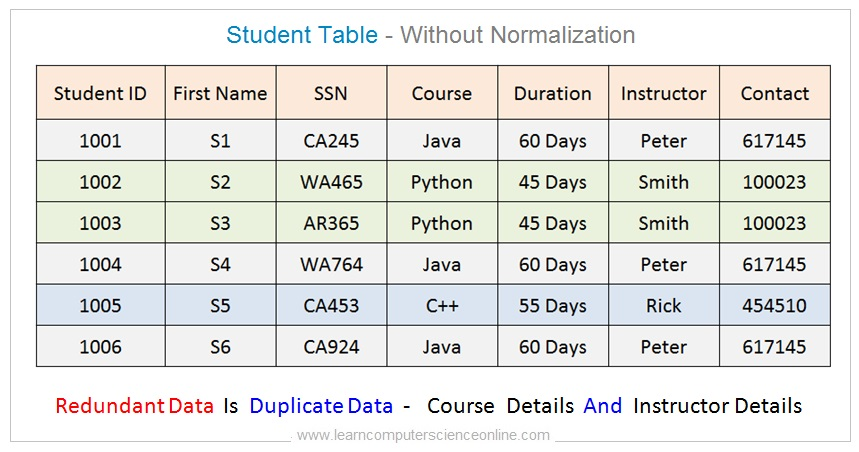 Student Table - Without Normalization
Student ID First Name SSN Course Duration Instructor Contact
1001 S1 CA245 Java 60 Days Peter 617145
1002 S2 WA465 Python 45 Days Smith 100023
1003 S3 AR365 Python 45 Days Smith 100023
1004 S4 WA764 Java 60 Days Peter 617145
1005 S5 CA453 C++ 55 Days Rick 454510
1006 S6 CA924 Java 60 Days Peter 617145
Redundant Data Is Duplicate Data - Course Details And Instructor Details
www.learncomputerscienceonline.com